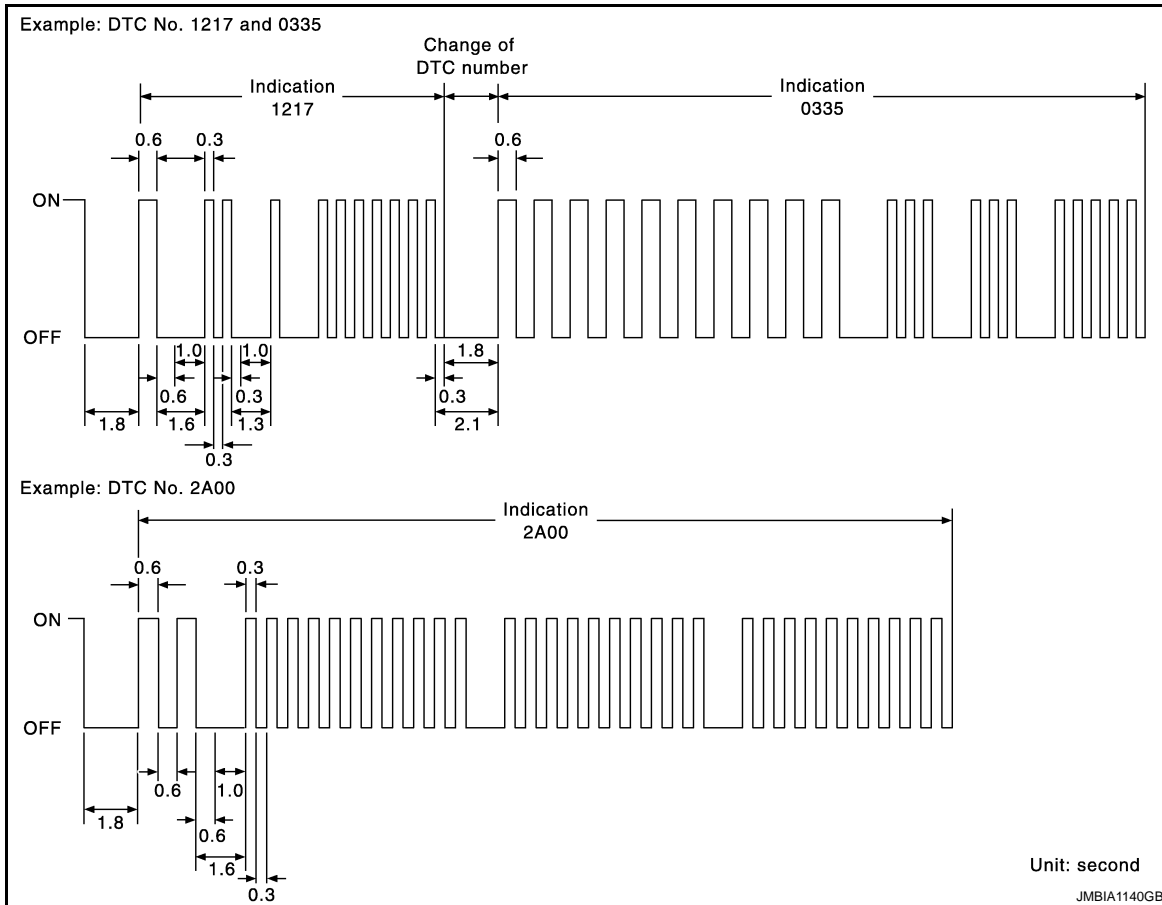 Example: DTC No. 1217 and 0335
Change of
DTC number
Indication
1217
Indication
0335
0.6
0.3
0.6
ON
OFF
1.0
1.0
1.8
0.6
0.3
0.3
1.8
1.6
1.3
2.1
0.3
Example: DTC No. 2A00
Indication
2A00
0.6
0.3
ON
OFF
0.6
1.0
1.8
0.6
1.6
0.3
Unit: second
JMBIA1140GB